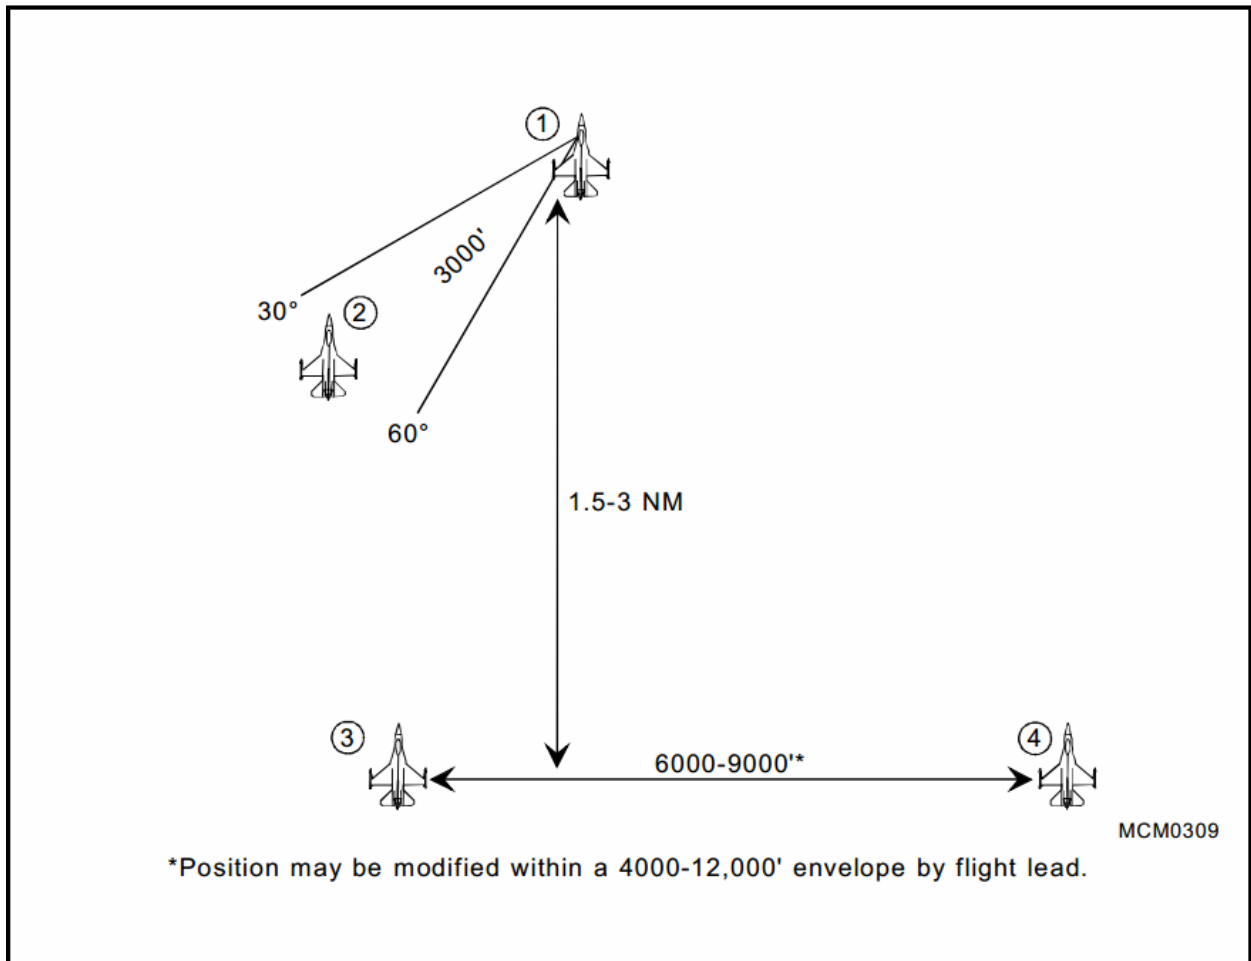 1
3000'
30°
2
60°
1.5-3 NM
3
4
6000-9000'*
MCM0309
*Position may be modified within a 4000-12,000' envelope by flight lead.